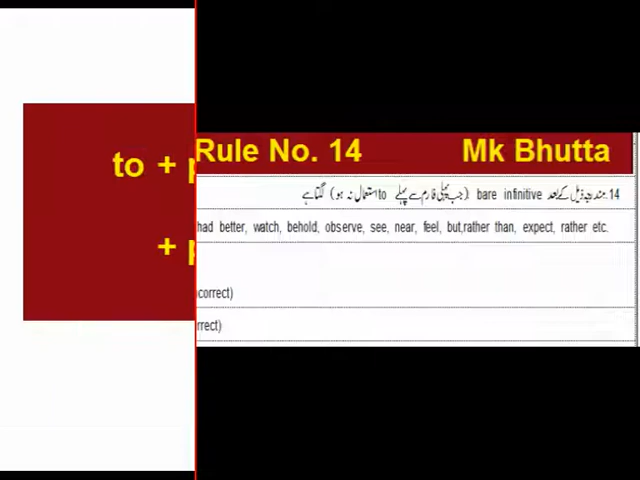 to + p
+ p
Rule No. 14 Mk Bhutta
14. مندرجہ ذیل کے بعد bare infinitive (جب پہلی فارم سے پہلے to استعمال نہ ہو) لگتا ہے
had better, watch, behold, observe, see, near, feel, but,rather than, expect, rather etc.
correct)
rrect)